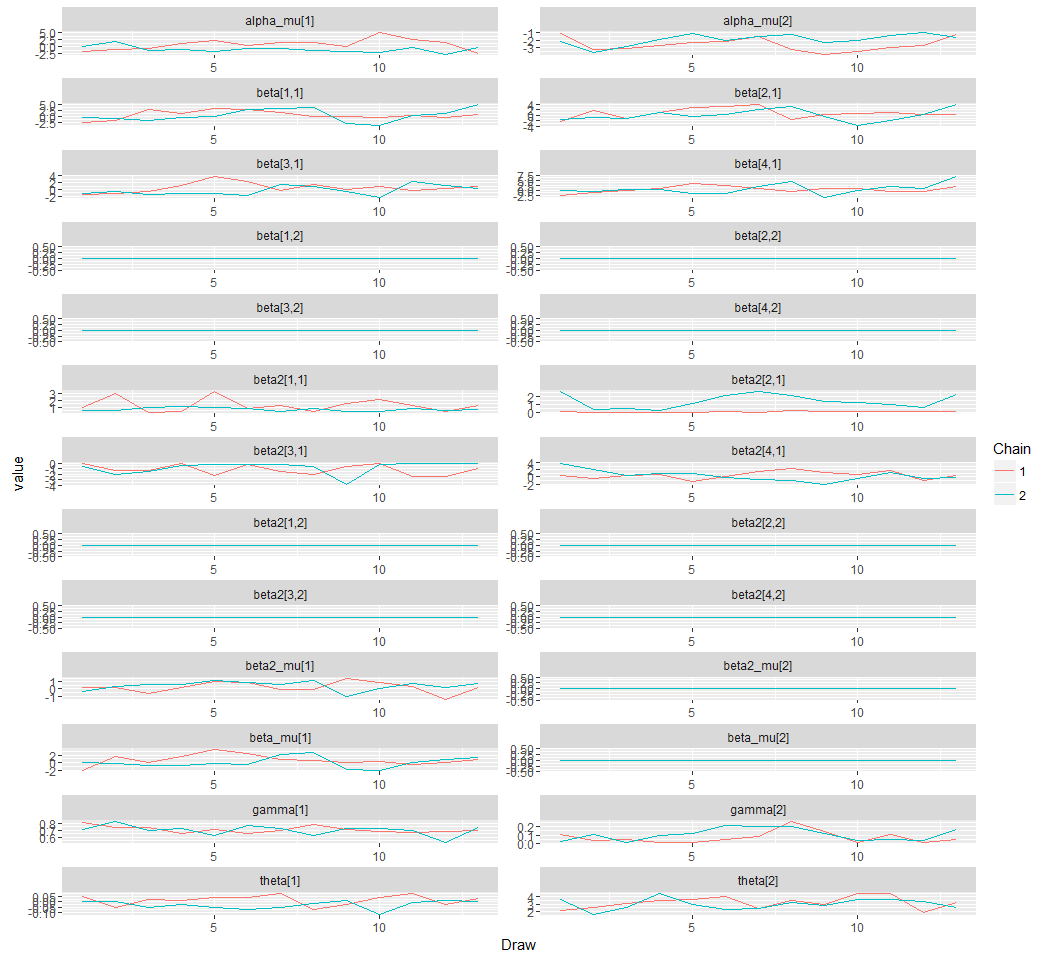 alpha_mu[1] alpha_mu[2]
5.0 2.5 0.0 -2.5 -1 -2 -3
5 10 5 10
beta[1,1] beta[2,1]
5.0 2.5 0.0 -2.5 4 2 0 -2 -4
5 10 5 10
beta[3,1] beta[4,1]
4 2 0 -2 7.5 5.0 2.5 0.0 -2.5
5 10 5 10
beta[1,2] beta[2,2]
0.50 0.25 0.00 -0.25 -0.50 0.50 0.25 0.00 -0.25 -0.50
5 10 5 10
beta[3,2] beta[4,2]
0.50 0.25 0.00 -0.25 -0.50 0.50 0.25 0.00 -0.25 -0.50
5 10 5 10
beta2[1,1] beta2[2,1]
3 2 1 2 1 0
5 10 5 10
beta2[3,1] beta2[4,1]
0 -1 -2 -3 -4 4 2 0 -2
5 10 5 10
beta2[1,2] beta2[2,2]
0.50 0.25 0.00 -0.25 -0.50 0.50 0.25 0.00 -0.25 -0.50
5 10 5 10
beta2[3,2] beta2[4,2]
0.50 0.25 0.00 -0.25 -0.50 0.50 0.25 0.00 -0.25 -0.50
5 10 5 10
beta2_mu[1] beta2_mu[2]
1 0 -1 0.50 0.25 0.00 -0.25 -0.50
5 10 5 10
beta_mu[1] beta_mu[2]
2 0 -2 0.50 0.25 0.00 -0.25 -0.50
5 10 5 10
gamma[1] gamma[2]
0.8 0.7 0.6 0.2 0.1 0.0
5 10 5 10
theta[1] theta[2]
0.05 0.00 -0.05 -0.10 4 3 2
5 10 5 10
value
Draw
Chain
1
2